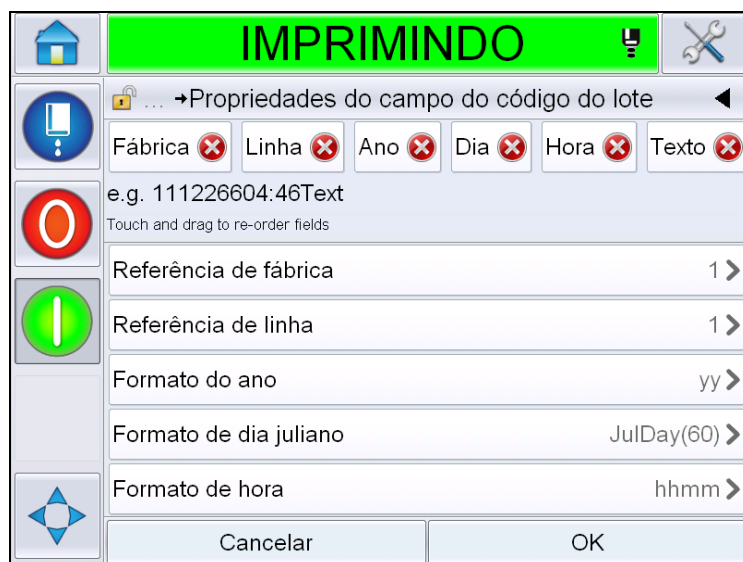 IMPRIMINDO
... →Propriedades do campo do código do lote
Fábrica Linha Ano Dia Hora Texto
e.g. 111226604:46Text
Touch and drag to re-order fields
Referência de fábrica 1
Referência de linha 1
Formato do ano yy
Formato de dia juliano JulDay(60)
Formato de hora hhmm
Cancelar OK